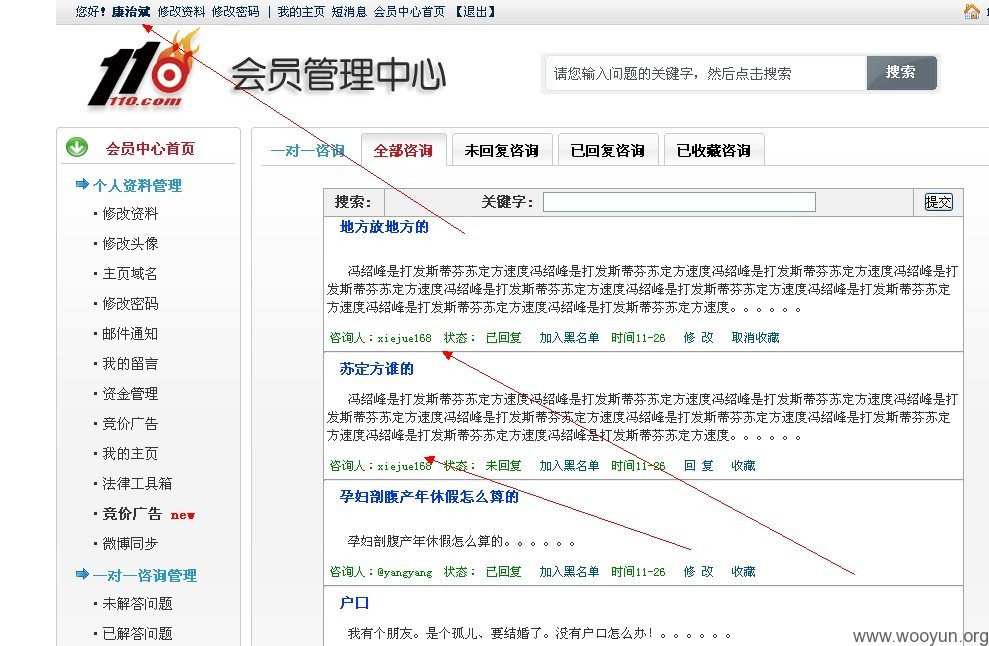 您好! 康治斌 修改资料 修改密码 | 我的主页 短消息 会员中心首页 【退出】
110
110.com
会员管理中心
请您输入问题的关键字，然后点击搜索
搜索
会员中心首页
一对一咨询 全部咨询 未回复咨询 已回复咨询 已收藏咨询
个人资料管理
· 修改资料
· 修改头像
· 主页域名
· 修改密码
· 邮件通知
· 我的留言
· 资金管理
· 竞价广告
· 我的主页
· 法律工具箱
· 竞价广告 new
· 微博同步
一对一咨询管理
· 未解答问题
· 已解答问题
搜索： 关键字： 提交
地方放地方的
冯绍峰是打发斯蒂芬苏定方速度冯绍峰是打发斯蒂芬苏定方速度冯绍峰是打发斯蒂芬苏定方速度冯绍峰是打
发斯蒂芬苏定方速度冯绍峰是打发斯蒂芬苏定方速度冯绍峰是打发斯蒂芬苏定方速度冯绍峰是打发斯蒂芬苏定
方速度冯绍峰是打发斯蒂芬苏定方速度冯绍峰是打发斯蒂芬苏定方速度。。。。。。
咨询人：xiejue168 状态： 已回复 加入黑名单 时间11-26 修 改 取消收藏
苏定方谁的
冯绍峰是打发斯蒂芬苏定方速度冯绍峰是打发斯蒂芬苏定方速度冯绍峰是打发斯蒂芬苏定方速度冯绍峰是打
发斯蒂芬苏定方速度冯绍峰是打发斯蒂芬苏定方速度冯绍峰是打发斯蒂芬苏定方速度冯绍峰是打发斯蒂芬苏定
方速度冯绍峰是打发斯蒂芬苏定方速度冯绍峰是打发斯蒂芬苏定方速度。。。。。。
咨询人：xiejue168 状态： 未回复 加入黑名单 时间11-26 回 复 收藏
孕妇剖腹产年休假怎么算的
孕妇剖腹产年休假怎么算的。。。。。。
咨询人：@yangyang 状态： 已回复 加入黑名单 时间11-26 修 改 收藏
户口
我有个朋友。是个孤儿、要结婚了。没有户口怎么办！。。。。。。
www.wooyun.org